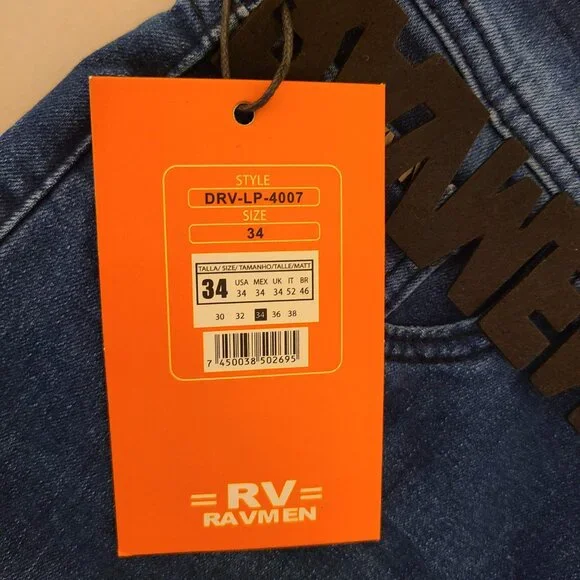 STYLE
DRV-LP-4007
SIZE
34
TALLA/ SIZE/ TAMANHO/TALLE/MATT
34 USA MEX UK IT BR
34 34 34 52 46
30 32 34 36 38
7 450038 502695
=RV=
RAVMEN